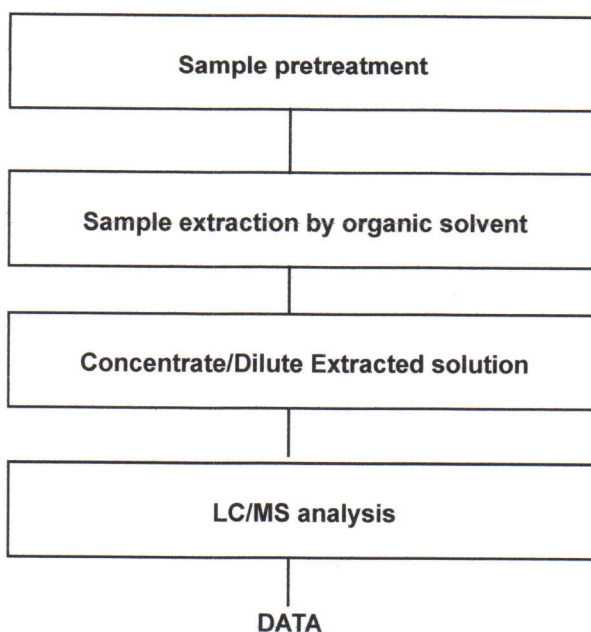 Sample pretreatment
Sample extraction by organic solvent
Concentrate/Dilute Extracted solution
LC/MS analysis
DATA